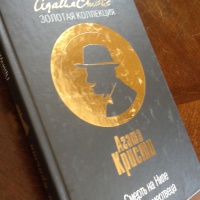 Agatha Christie
ЗОЛОТАЯ КОЛЛЕКЦИЯ
Агата
Кристи
Смерть на Ниле